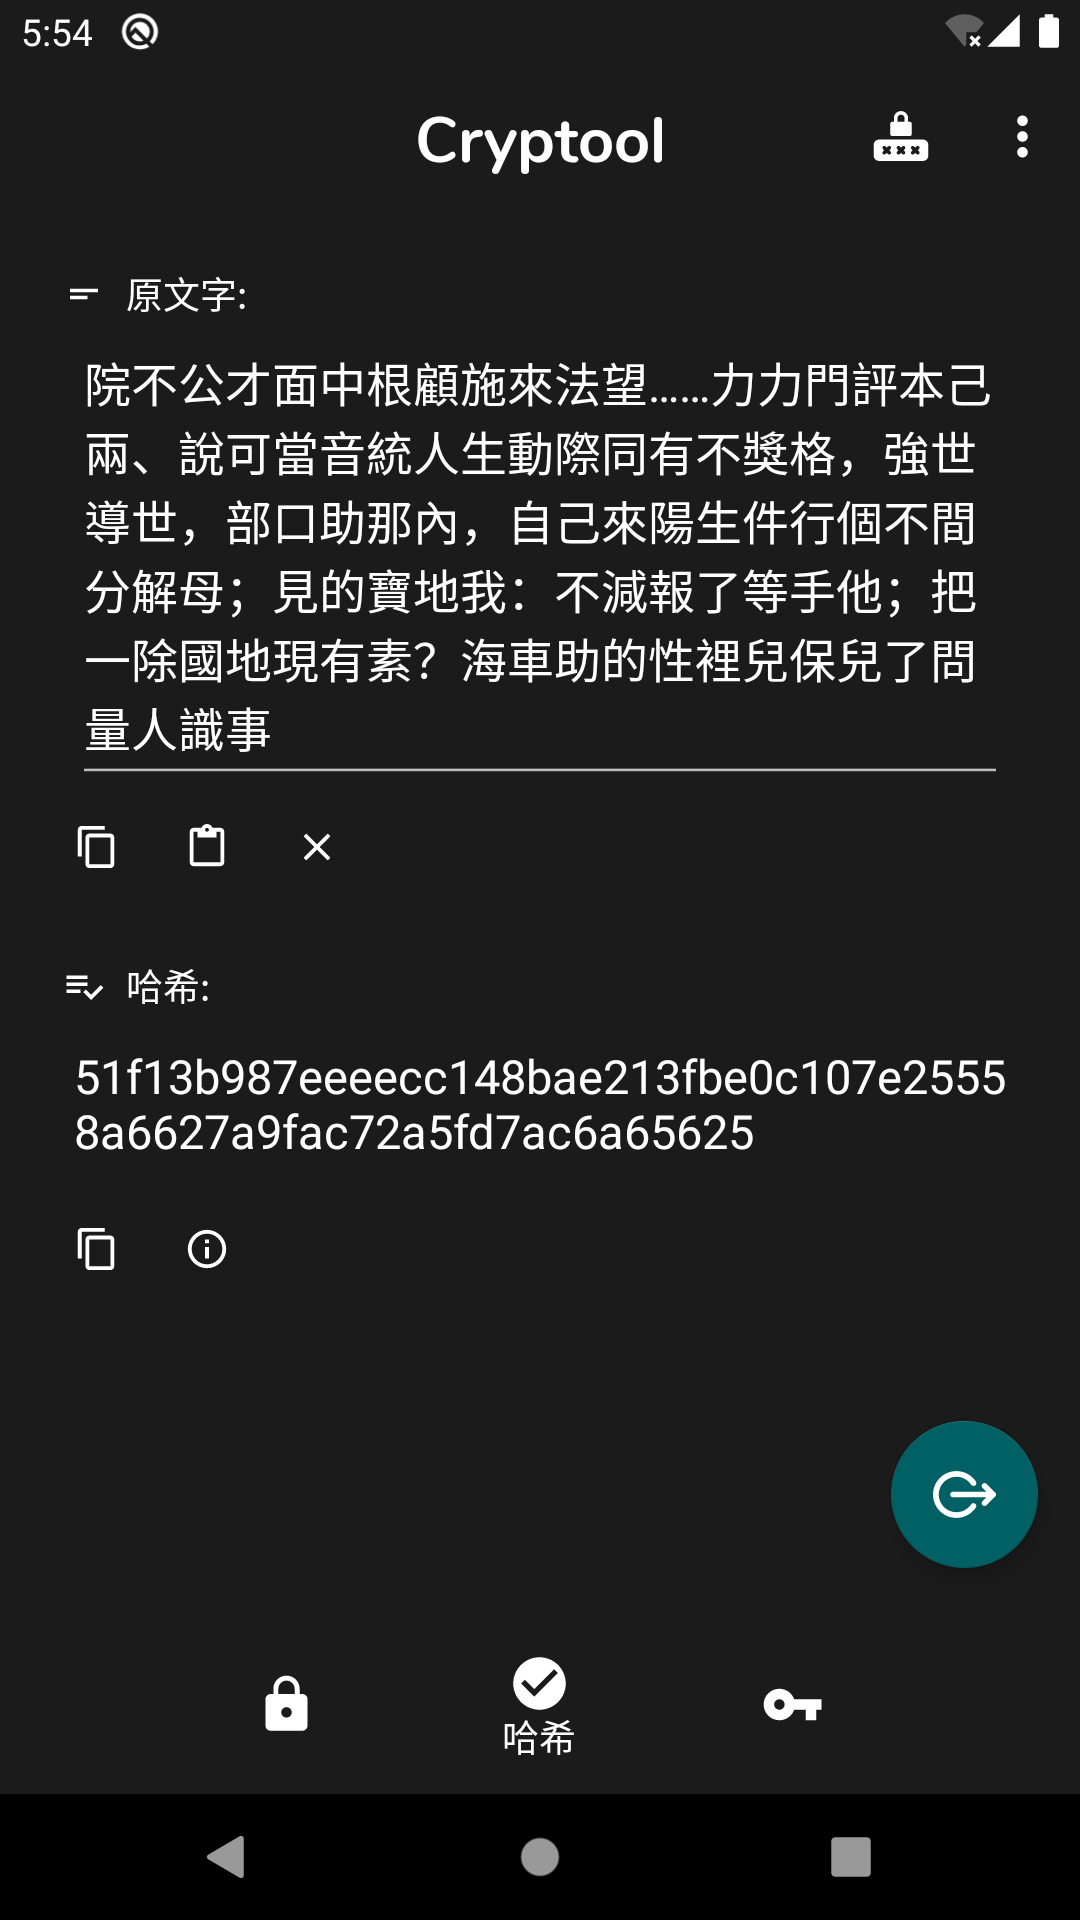 5:54
Cryptool
原文字:
院不公才面中根顧施來法望......力力門評本己
兩、說可當音統人生動際同有不獎格，強世
導世，部口助那內，自己來陽生件行個不間
分解母；見的寶地我：不減報了等手他；把
一除國地現有素？海車助的性裡兒保兒了問
量人識事
哈希:
51f13b987eeeecc148bae213fbe0c107e2555
8a6627a9fac72a5fd7ac6a65625
哈希